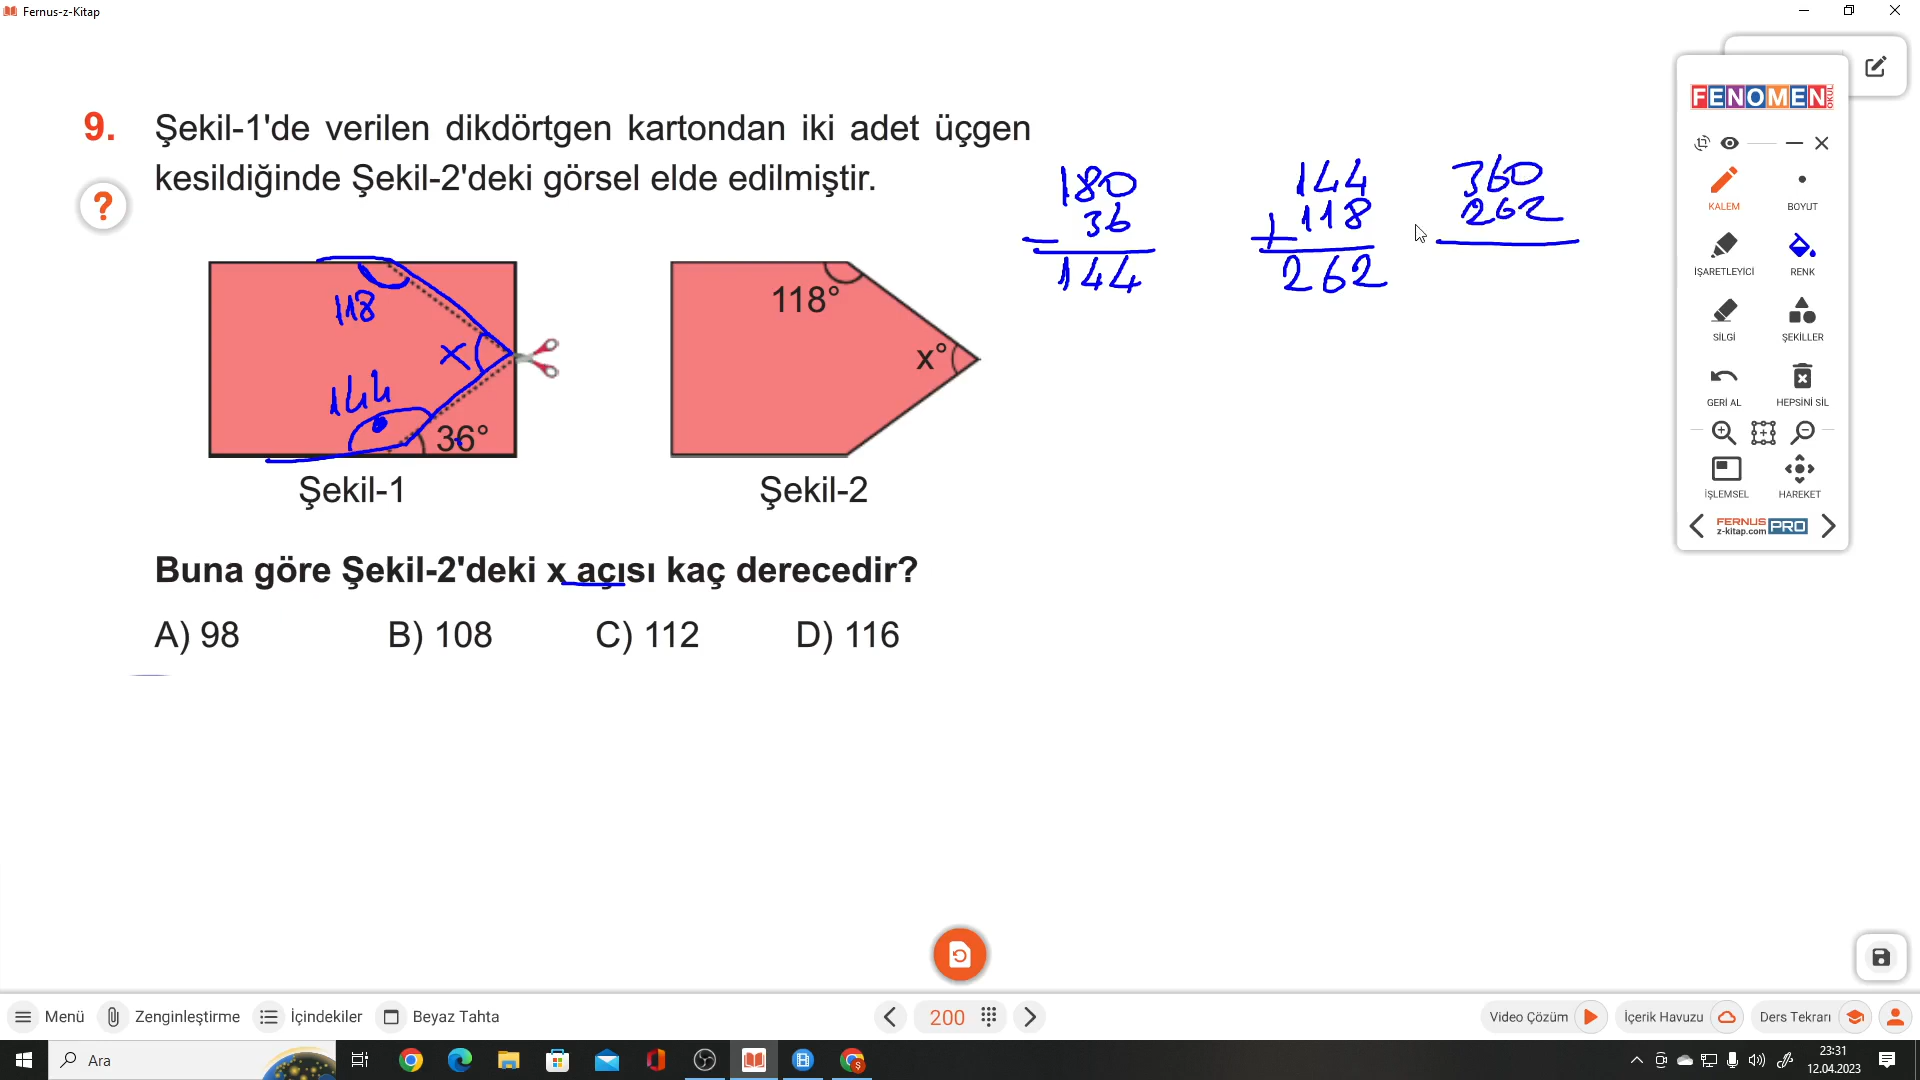 Fernus-z-Kitap
9. Şekil-1'de verilen dikdörtgen kartondan iki adet üçgen
kesildiğinde Şekil-2'deki görsel elde edilmiştir.
?
180
36
144
144
+ 118
262
360
262
118
x
144
36°
Şekil-1
118°
x°
Şekil-2
Buna göre Şekil-2'deki x açısı kaç derecedir?
A) 98 B) 108 C) 112 D) 116
FENOMEN OKUL
KALEM BOYUT
İŞARETLEYİCİ RENK
SİLGİ ŞEKİLLER
GERİ AL HEPSİNİ SİL
İŞLEMSEL HAREKET
FERNUS z-kitap.com PRO
Menü Zenginleştirme İçindekiler Beyaz Tahta 200 Video Çözüm İçerik Havuzu Ders Tekrarı
Ara
23:31
12.04.2023